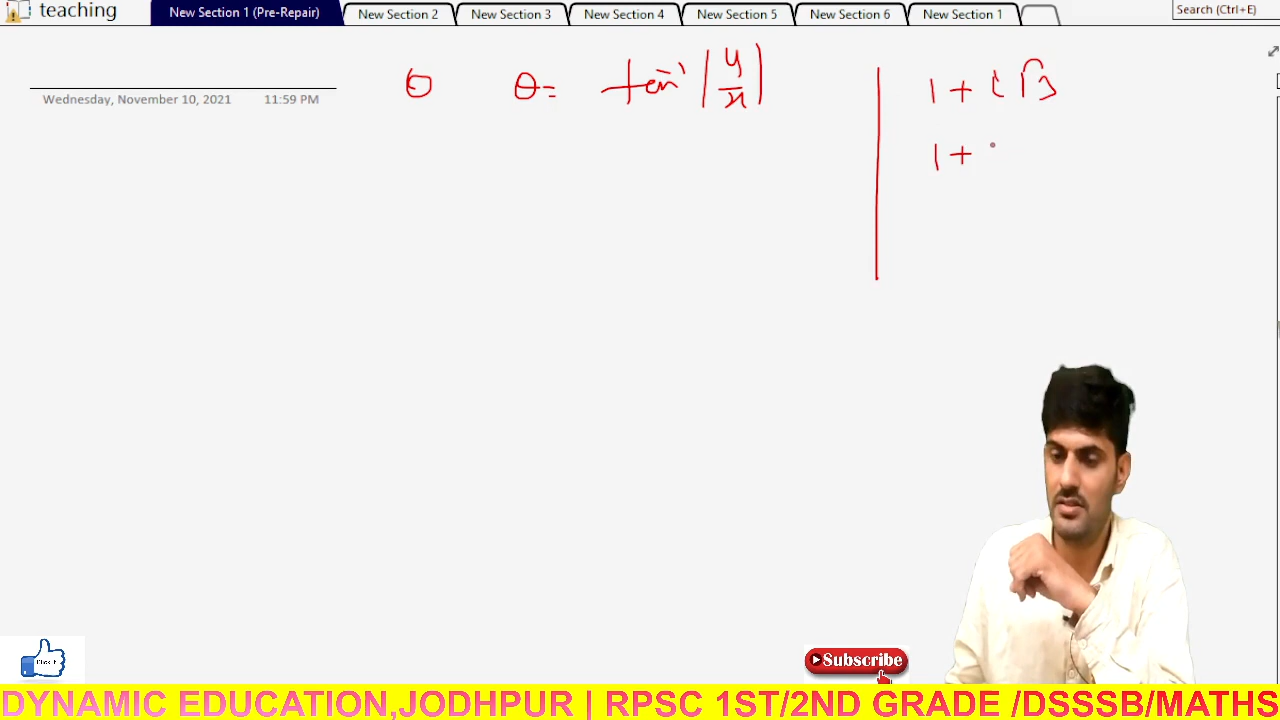 teaching
New Section 1 (Pre-Repair) New Section 2 New Section 3 New Section 4 New Section 5 New Section 6 New Section 1
Search (Ctrl+E)
Wednesday, November 10, 2021 11:59 PM
θ θ = tan⁻¹ |y/x|
1 + i√3
1 +
Subscribe
DYNAMIC EDUCATION,JODHPUR | RPSC 1ST/2ND GRADE /DSSSB/MATHS